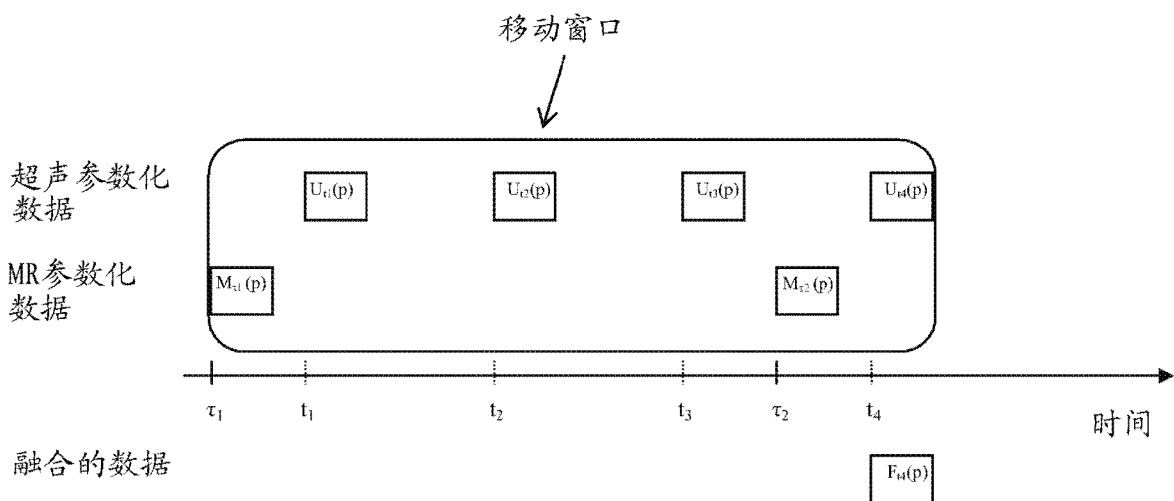 移动窗口
超声参数化
数据
U_t1(p) U_t2(p) U_t3(p) U_t4(p)
MR参数化
数据
M_τ1(p) M_τ2(p)
τ₁ t₁ t₂ t₃ τ₂ t₄
时间
融合的数据
F_t4(p)